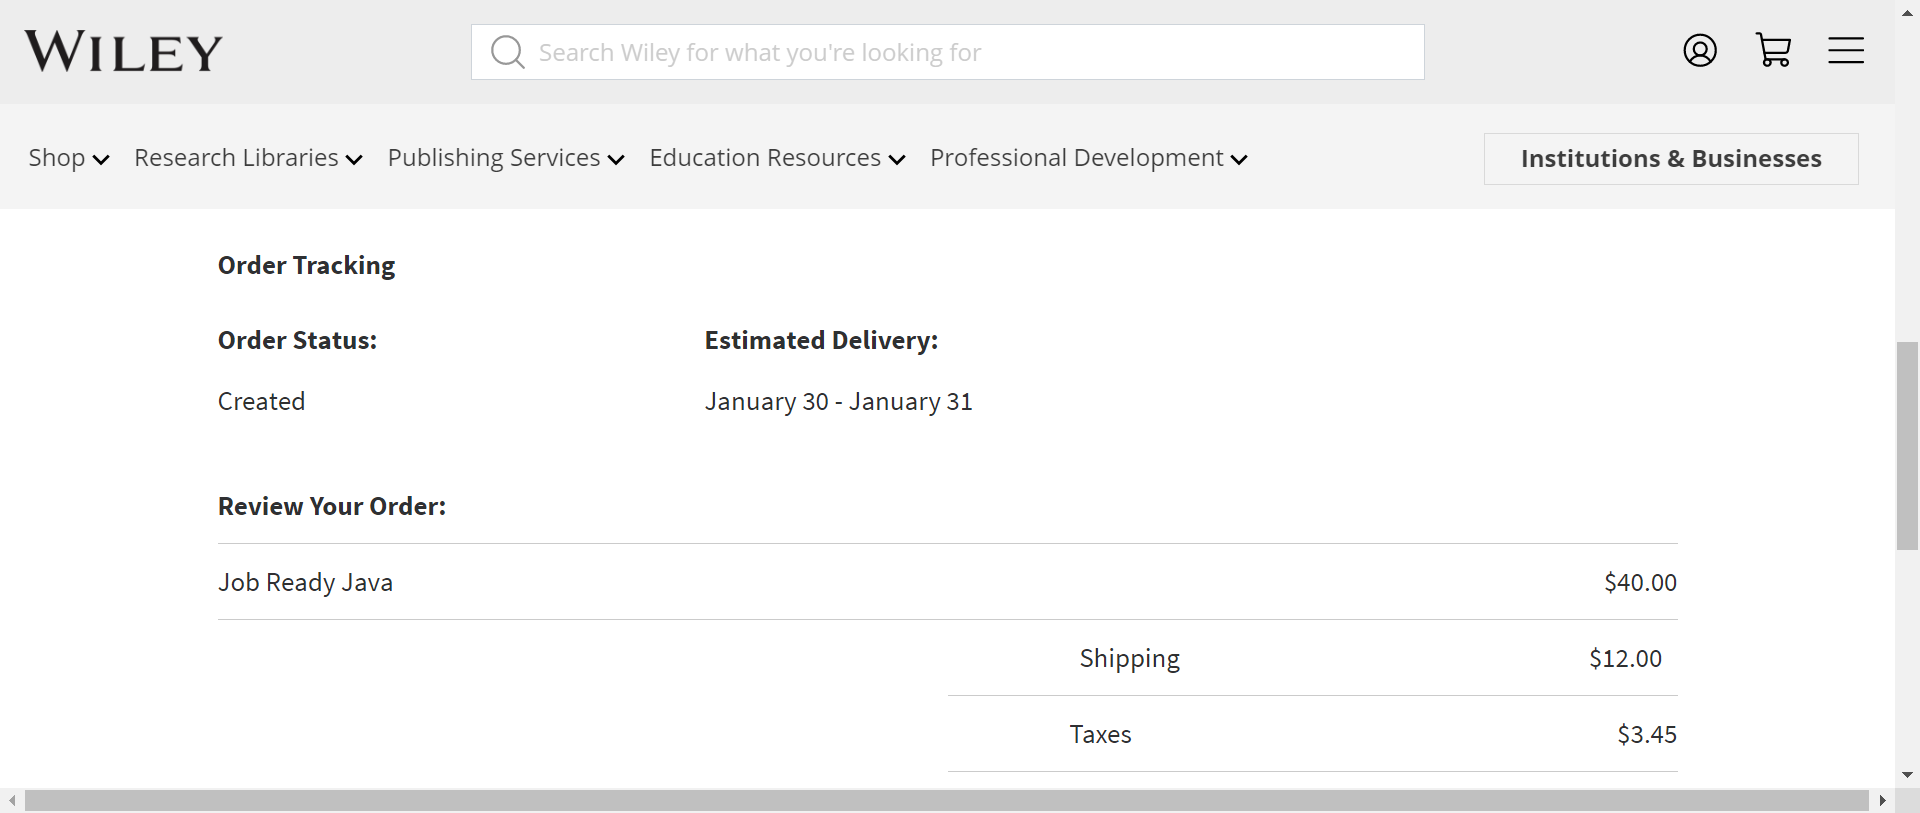 WILEY
Search Wiley for what you're looking for
Shop Research Libraries Publishing Services Education Resources Professional Development Institutions & Businesses
Order Tracking
Order Status: Estimated Delivery:
Created January 30 - January 31
Review Your Order:
Job Ready Java $40.00
Shipping $12.00
Taxes $3.45